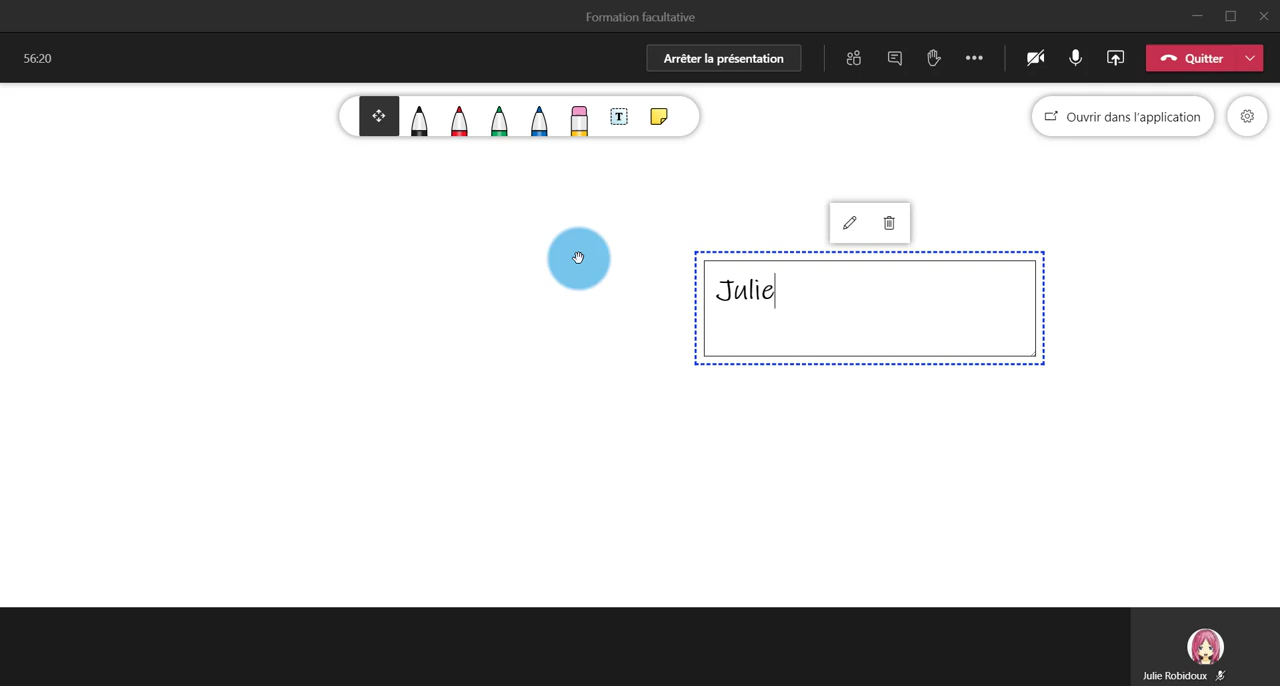 Formation facultative
56:20
Arrêter la présentation
Quitter
T
Ouvrir dans l'application
Julie
Julie Robidoux